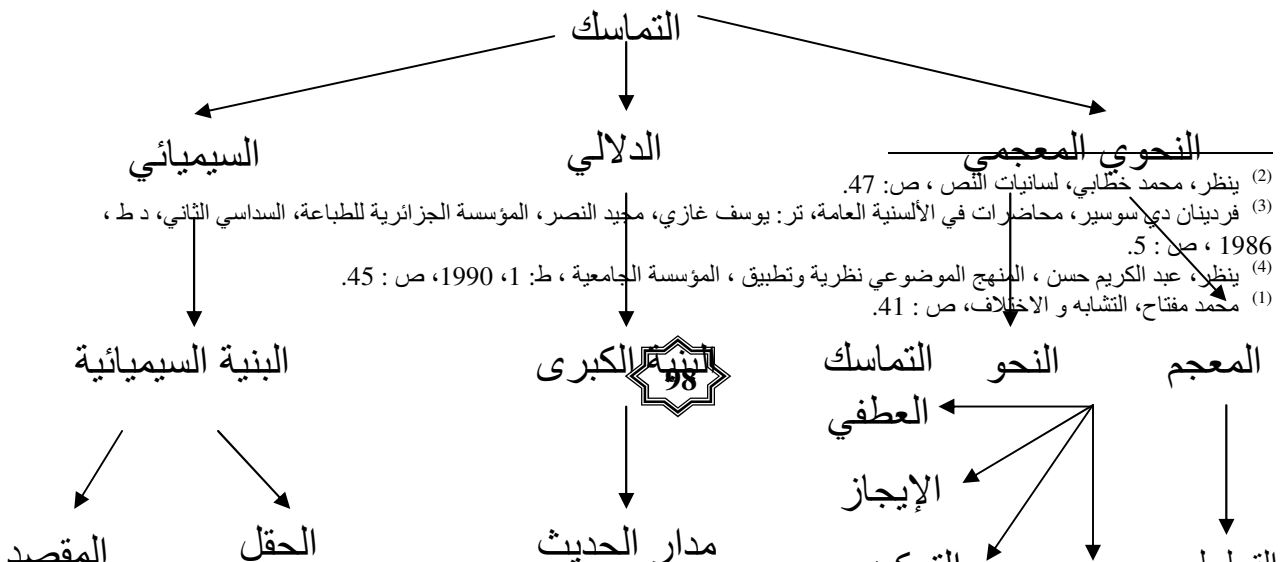 التماسك
النحوي المعجمي الدلالي السيميائي
(2) ينظر، محمد خطابي، لسانيات النص ، ص: 47.
(3) فردينان دي سوسير، محاضرات في الألسنية العامة، تر: يوسف غازي، مجيد النصر، المؤسسة الجزائرية للطباعة، السداسي الثاني، د ط ،
1986 ، ص : 5.
(4) ينظر، عبد الكريم حسن ، المنهج الموضوعي نظرية وتطبيق ، المؤسسة الجامعية ، ط: 1، 1990، ص : 45.
(1) محمد مفتاح، التشابه و الاختلاف، ص : 41.
المعجم النحو التماسك البنية الكبرى البنية السيميائية
98
العطفي
الإيجاز
مدار الحديث الحقل المقصد